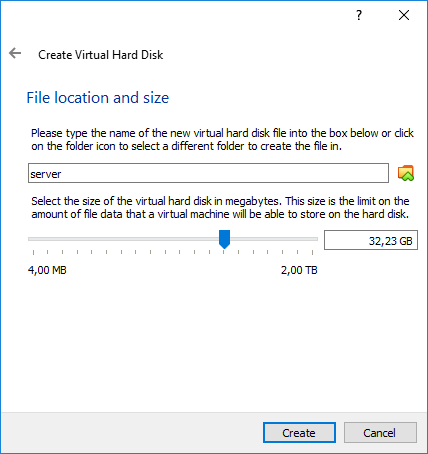 ?
Create Virtual Hard Disk
File location and size
Please type the name of the new virtual hard disk file into the box below or click
on the folder icon to select a different folder to create the file in.
server
Select the size of the virtual hard disk in megabytes. This size is the limit on the
amount of file data that a virtual machine will be able to store on the hard disk.
32,23 GB
4,00 MB 2,00 TB
Create Cancel